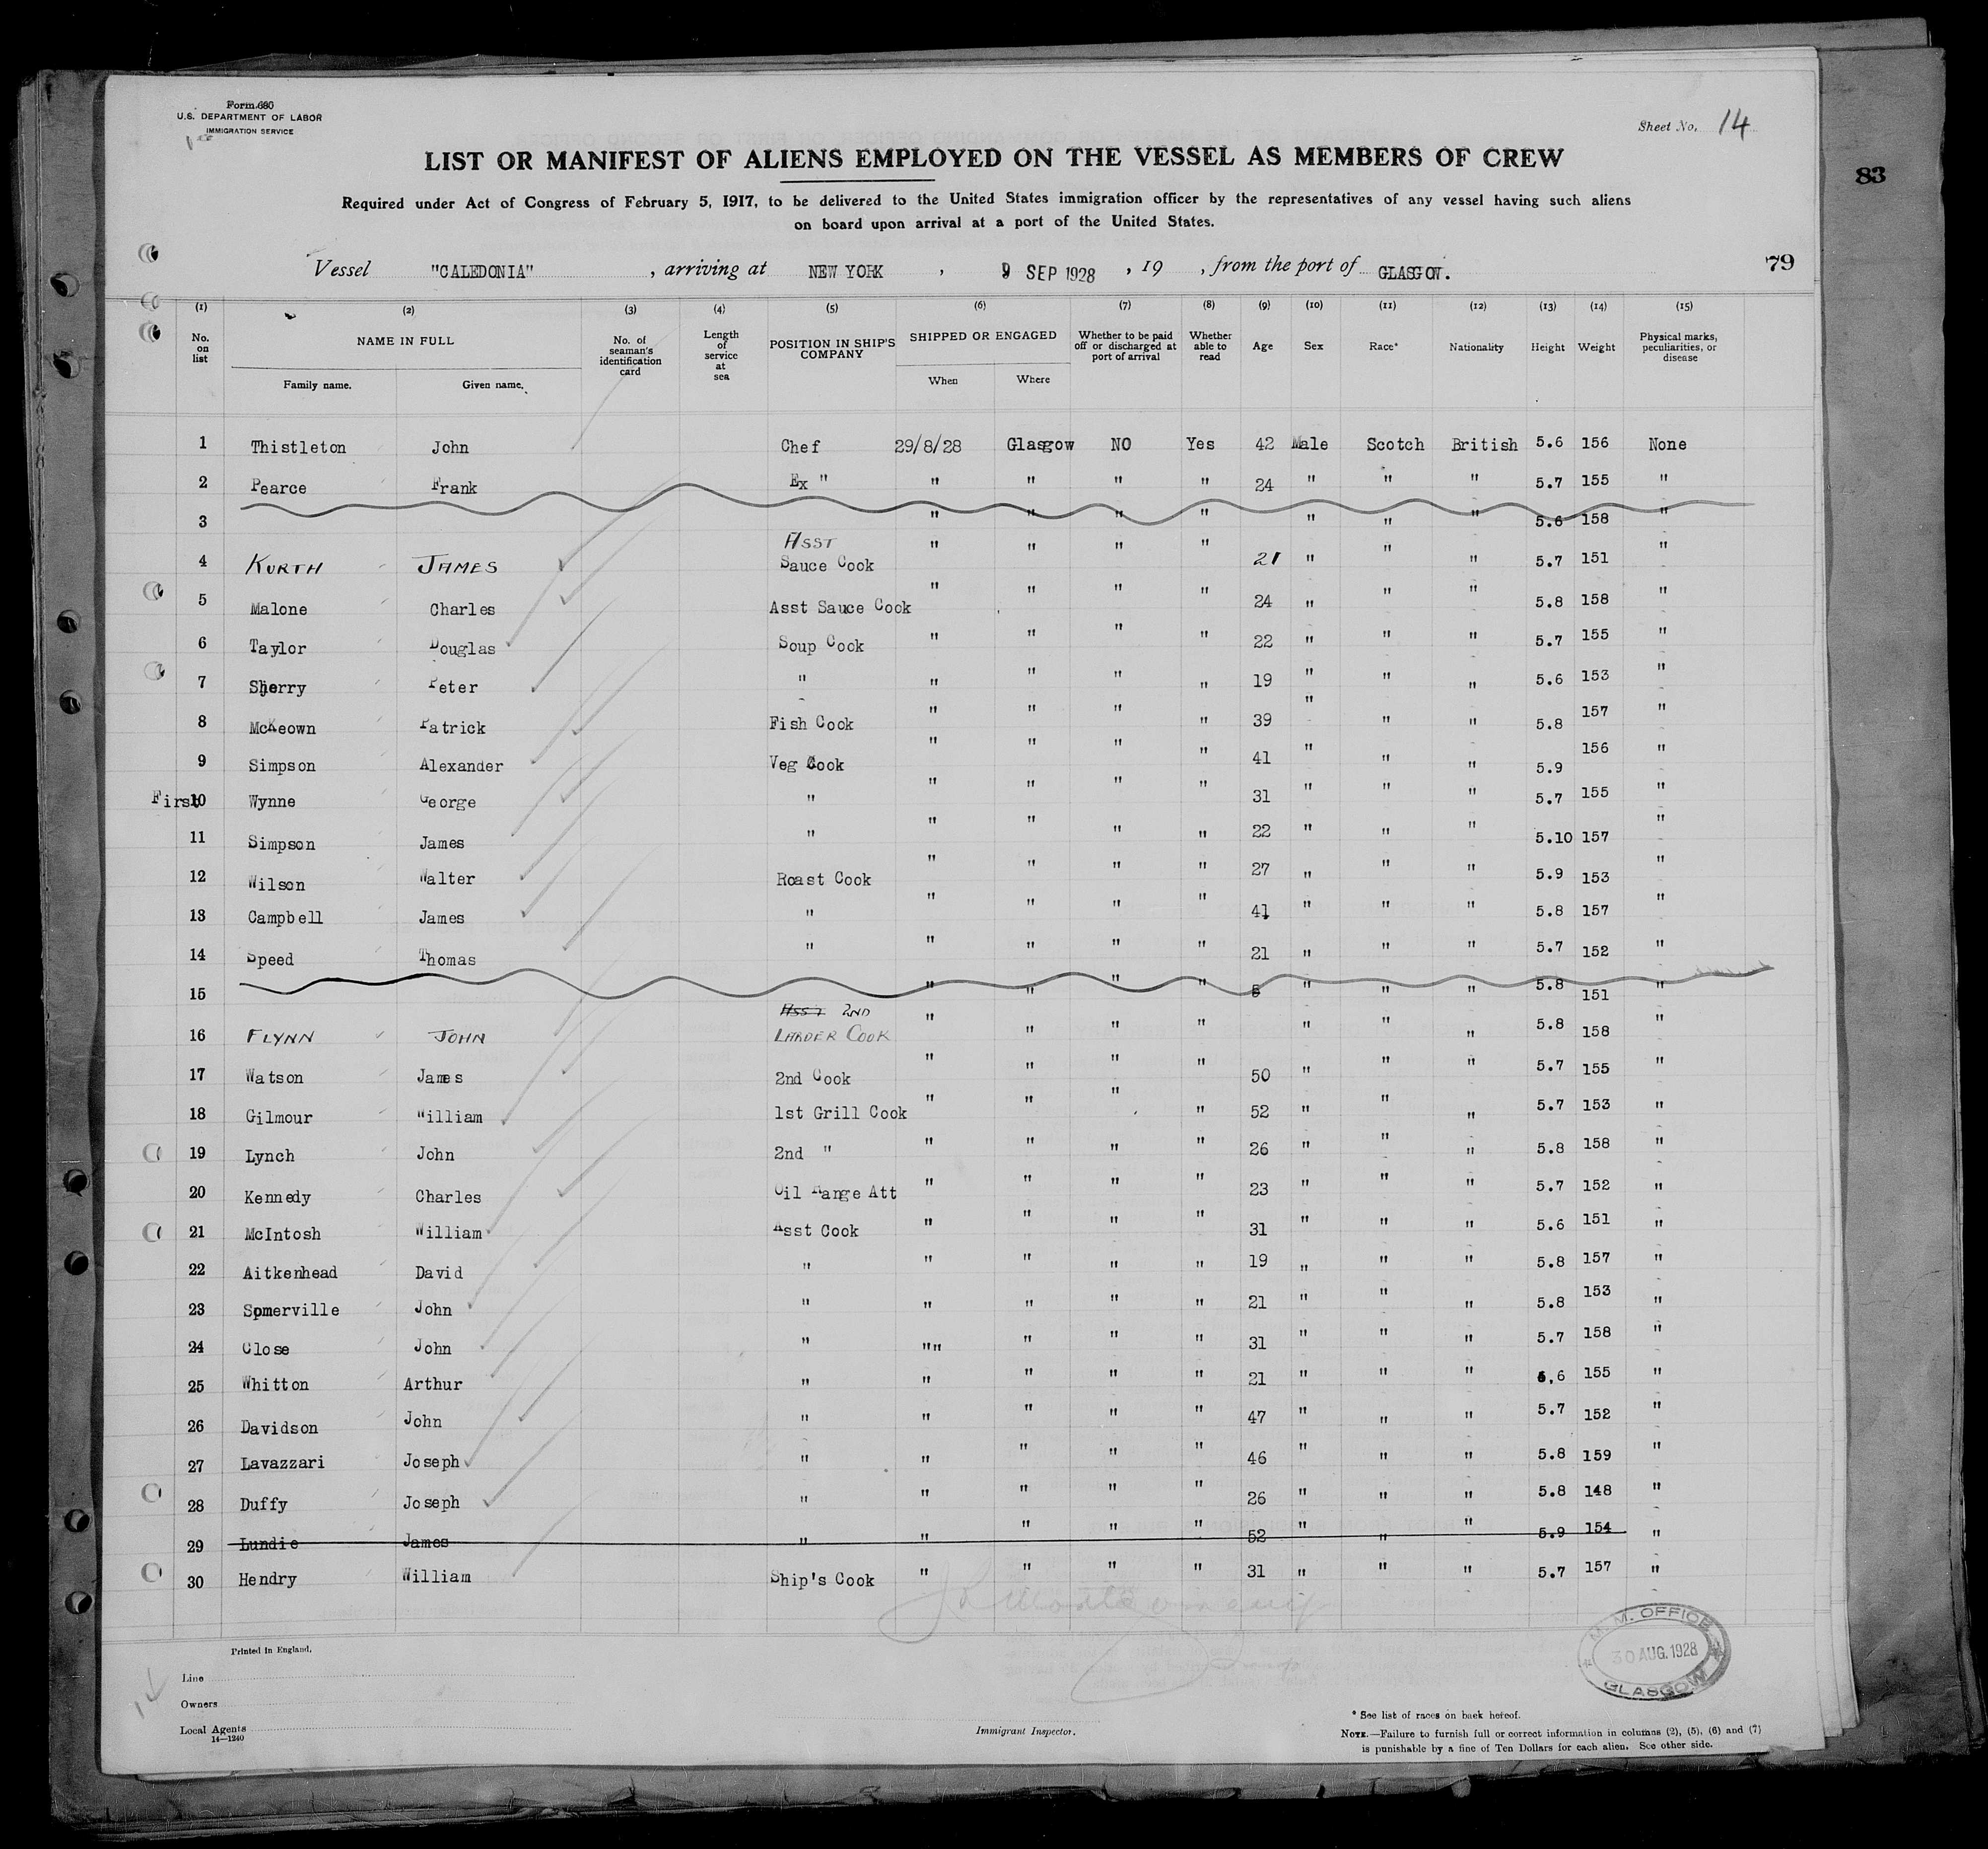 Form 680
U.S. DEPARTMENT OF LABOR
IMMIGRATION SERVICE
Sheet No. 14
LIST OR MANIFEST OF ALIENS EMPLOYED ON THE VESSEL AS MEMBERS OF CREW
83
Required under Act of Congress of February 5, 1917, to be delivered to the United States immigration officer by the representatives of any vessel having such aliens
on board upon arrival at a port of the United States.
Vessel "CALEDONIA" , arriving at NEW YORK , 9 SEP 1928 , 19 , from the port of GLASGOW. 79
(1) (2) (3) (4) (5) (6) (7) (8) (9) (10) (11) (12) (13) (14) (15)
No. on list NAME IN FULL No. of seaman's identification card Length of service at sea POSITION IN SHIP'S COMPANY SHIPPED OR ENGAGED Whether to be paid off or discharged at port of arrival Whether able to read Age Sex Race* Nationality Height Weight Physical marks, peculiarities, or disease
Family name. Given name. When Where
1 Thistleton John Chef 29/8/28 Glasgow NO Yes 42 Male Scotch British 5.6 156 None
2 Pearce Frank Ex " " " " " 24 " " " 5.7 155 "
3 " " " " " " " 5.6 158 "
Asst
4 KURTH JAMES Sauce Cook " " " " 21 " " " 5.7 151 "
5 Malone Charles Asst Sauce Cook " " " " 24 " " " 5.8 158 "
6 Taylor Douglas Soup Cook " " " " 22 " " " 5.7 155 "
7 Sherry Peter " " " " " 19 " " " 5.6 153 "
8 McKeown Patrick Fish Cook " " " " 39 " " " 5.8 157 "
9 Simpson Alexander Veg Cook " " " " 41 " " " 5.9 156 "
First 10 Wynne George " " " " " 31 " " " 5.7 155 "
11 Simpson James " " " " " 22 " " " 5.10 157 "
12 Wilson Walter Roast Cook " " " " 27 " " " 5.9 153 "
13 Campbell James " " " " " 41 " " " 5.8 157 "
14 Speed Thomas " " " " " 21 " " " 5.7 152 "
15 " " " " " " " 5.8 151 "
Asst 2ND
16 FLYNN JOHN LARDER COOK " " " " " " " 5.8 158 "
17 Watson James 2nd Cook " " " " 50 " " " 5.7 155 "
18 Gilmour William 1st Grill Cook " " " " 52 " " " 5.7 153 "
19 Lynch John 2nd " " " " " 26 " " " 5.8 158 "
20 Kennedy Charles Oil Range Att " " " " 23 " " " 5.7 152 "
21 McIntosh William Asst Cook " " " " 31 " " " 5.6 151 "
22 Aitkenhead David " " " " " 19 " " " 5.8 157 "
23 Somerville John " " " " " 21 " " " 5.8 153 "
24 Close John " "" " " " 31 " " " 5.7 158 "
25 Whitton Arthur " " " " " 21 " " " 5,6 155 "
26 Davidson John " " " " " 47 " " " 5.7 152 "
27 Lavazzari Joseph " " " " " 46 " " " 5.8 159 "
28 Duffy Joseph " " " " " 26 " " " 5.8 148 "
29 Lundie James " " " " " 52 " " " 5.9 154 "
30 Hendry William Ship's Cook " " " " 31 " " " 5.7 157 "
M.M. OFFICE
30 AUG. 1928
GLASGOW
Printed in England.
Line
Owners
Local Agents
14—1240
Immigrant Inspector.
* See list of races on back hereof.
NOTE.—Failure to furnish full or correct information in columns (2), (5), (6) and (7)
is punishable by a fine of Ten Dollars for each alien. See other side.